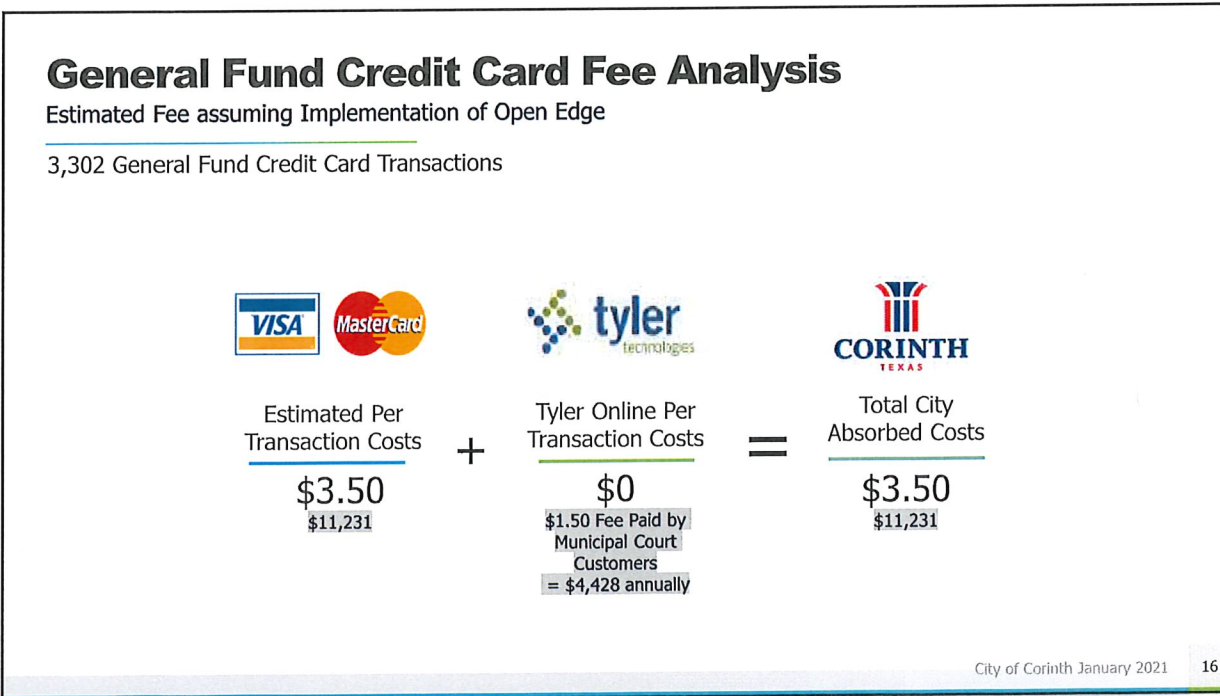 General Fund Credit Card Fee Analysis
Estimated Fee assuming Implementation of Open Edge
3,302 General Fund Credit Card Transactions
VISA
MasterCard
tyler
technologies
CORINTH
TEXAS
Estimated Per
Transaction Costs
+
Tyler Online Per
Transaction Costs
=
Total City
Absorbed Costs
$3.50
$11,231
$0
$1.50 Fee Paid by
Municipal Court
Customers
= $4,428 annually
$3.50
$11,231
City of Corinth January 2021
16